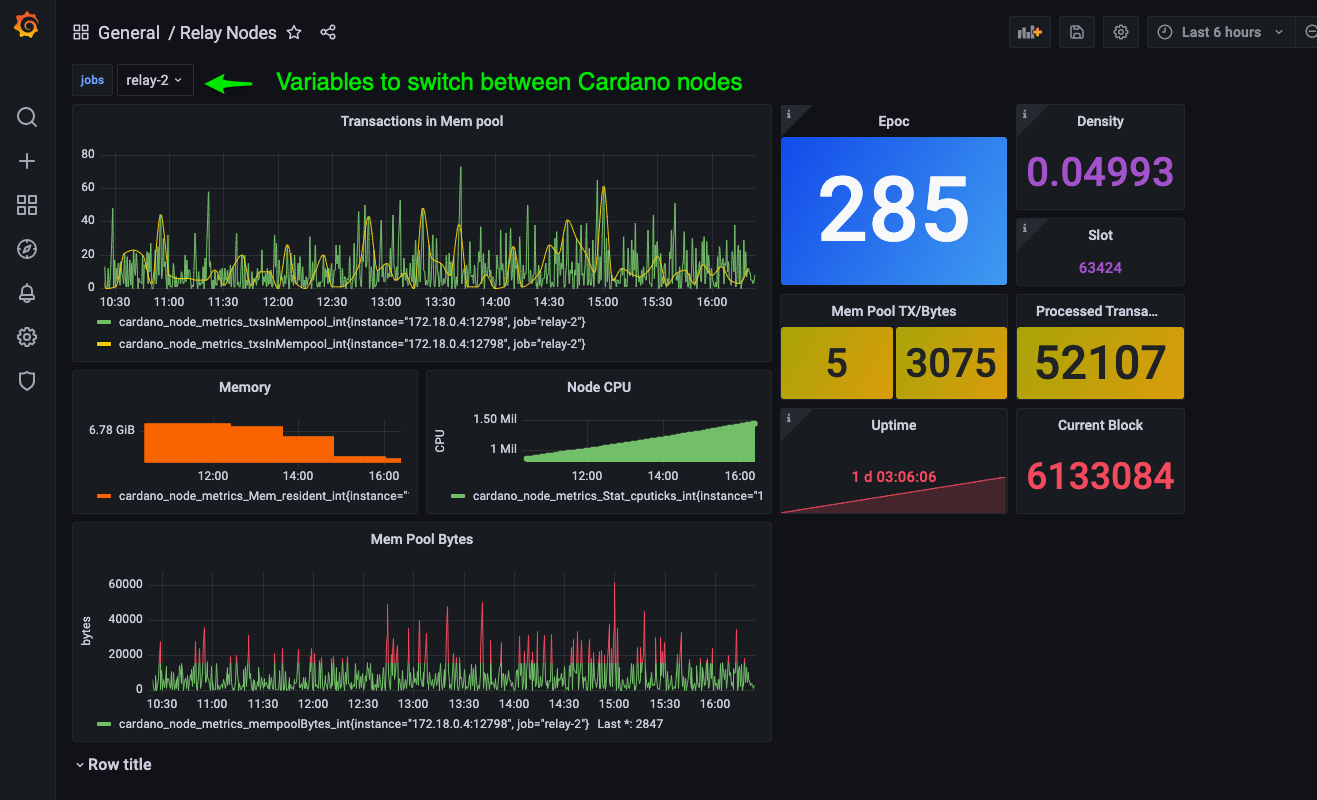 General / Relay Nodes
Last 6 hours
jobs relay-2
Variables to switch between Cardano nodes
Transactions in Mem pool
80
60
40
20
0
10:30 11:00 11:30 12:00 12:30 13:00 13:30 14:00 14:30 15:00 15:30 16:00
cardano_node_metrics_txsInMempool_int{instance="172.18.0.4:12798", job="relay-2"}
cardano_node_metrics_txsInMempool_int{instance="172.18.0.4:12798", job="relay-2"}
i
Epoc
285
i
Density
0.04993
i
Slot
63424
Mem Pool TX/Bytes
5 3075
Processed Transa...
52107
Memory
6.78 GiB
12:00 14:00 16:00
cardano_node_metrics_Mem_resident_int{instance="
Node CPU
CPU
1.50 Mil
1 Mil
12:00 14:00 16:00
cardano_node_metrics_Stat_cputicks_int{instance="1
i
Uptime
1 d 03:06:06
Current Block
6133084
Mem Pool Bytes
bytes
60000
40000
20000
0
10:30 11:00 11:30 12:00 12:30 13:00 13:30 14:00 14:30 15:00 15:30 16:00
cardano_node_metrics_mempoolBytes_int{instance="172.18.0.4:12798", job="relay-2"} Last *: 2847
Row title